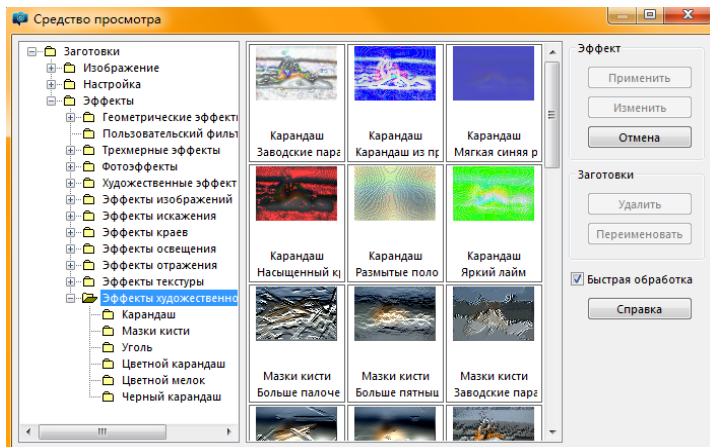 Средство просмотра
Заготовки
Изображение
Настройка
Эффекты
Геометрические эффект
Пользовательский фильт
Трехмерные эффекты
Фотоэффекты
Художественные эффект
Эффекты изображений
Эффекты искажения
Эффекты краев
Эффекты освещения
Эффекты отражения
Эффекты текстуры
Эффекты художественно
Карандаш
Мазки кисти
Уголь
Цветной карандаш
Цветной мелок
Черный карандаш
Карандаш
Заводские пара
Карандаш
Карандаш из пр
Карандаш
Мягкая синяя р
Карандаш
Насыщенный кр
Карандаш
Размытые поло
Карандаш
Яркий лайм
Мазки кисти
Больше палоче
Мазки кисти
Больше пятныш
Мазки кисти
Заводские пара
Эффект
Применить
Изменить
Отмена
Заготовки
Удалить
Переименовать
Быстрая обработка
Справка